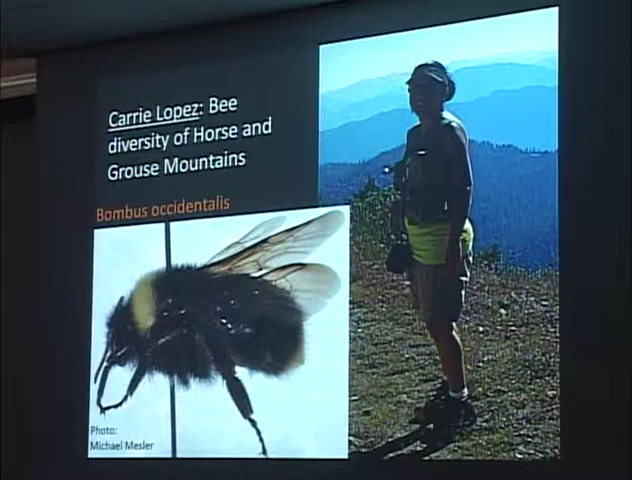 Carrie Lopez: Bee
diversity of Horse and
Grouse Mountains
Bombus occidentalis
Photo:
Michael Mesler